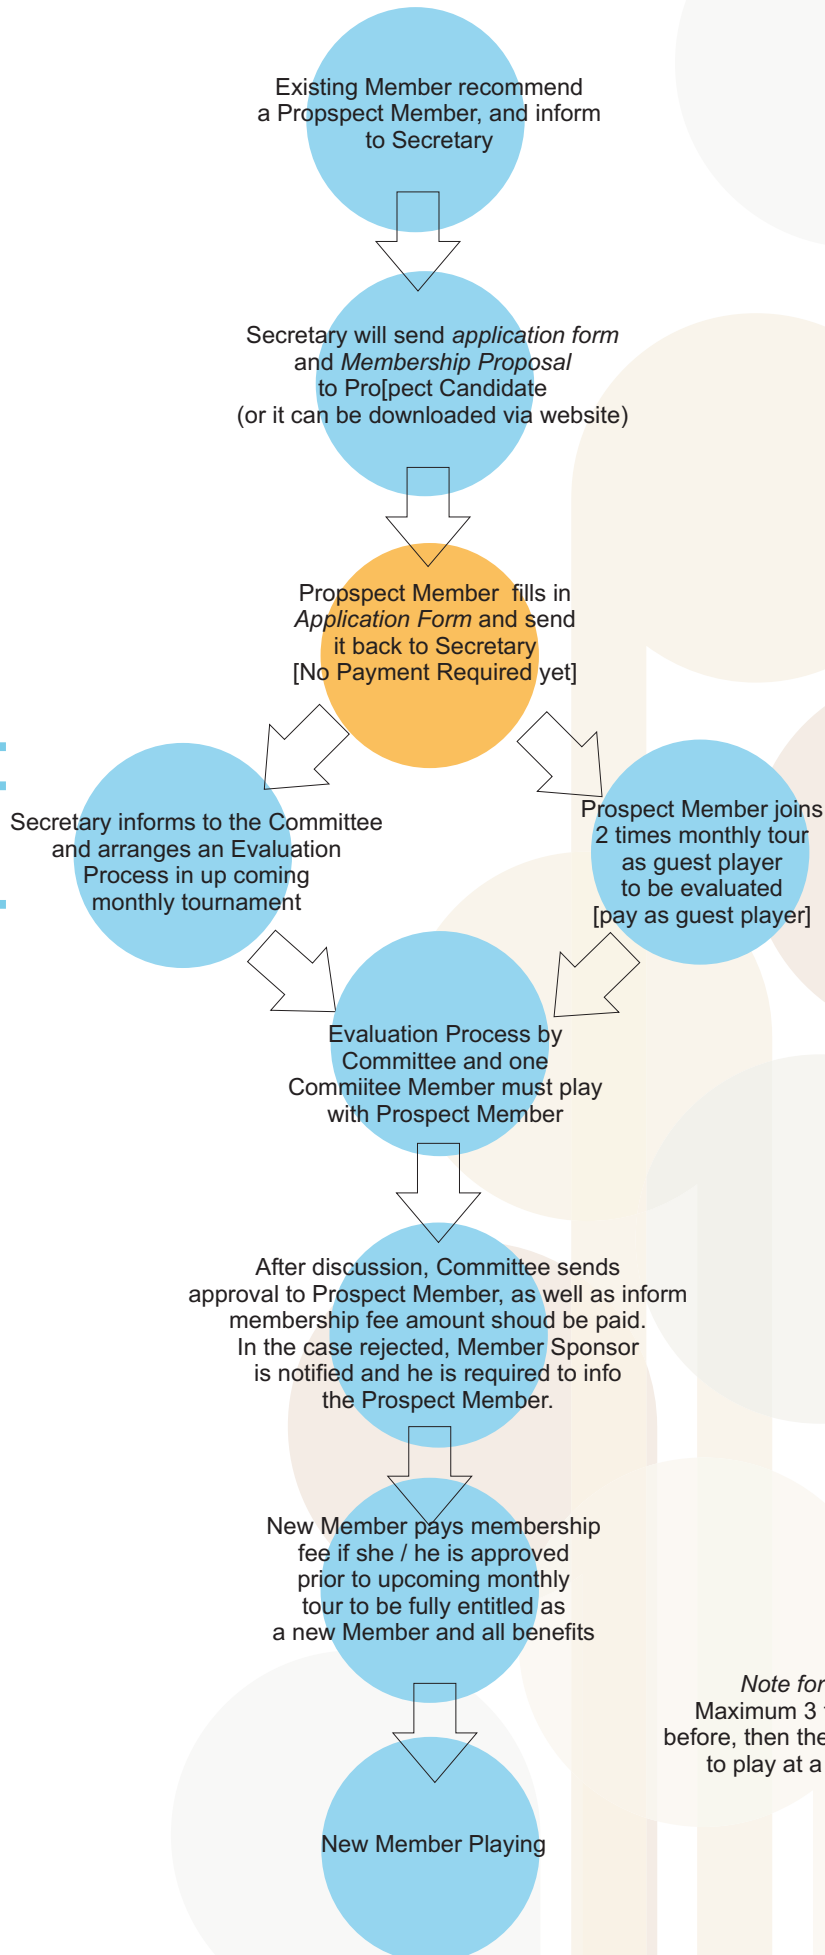 Existing Member recommend
a Propspect Member, and inform
to Secretary
Secretary will send application form
and Membership Proposal
to Pro[pect Candidate
(or it can be downloaded via website)
Propspect Member fills in
Application Form and send
it back to Secretary
[No Payment Required yet]
Secretary informs to the Committee
and arranges an Evaluation
Process in up coming
monthly tournament
Prospect Member joins
2 times monthly tour
as guest player
to be evaluated
[pay as guest player]
Evaluation Process by
Committee and one
Commiitee Member must play
with Prospect Member
After discussion, Committee sends
approval to Prospect Member, as well as inform
membership fee amount shoud be paid.
In the case rejected, Member Sponsor
is notified and he is required to info
the Prospect Member.
New Member pays membership
fee if she / he is approved
prior to upcoming monthly
tour to be fully entitled as
a new Member and all benefits
Note for
Maximum 3
before, then the
to play at a
New Member Playing